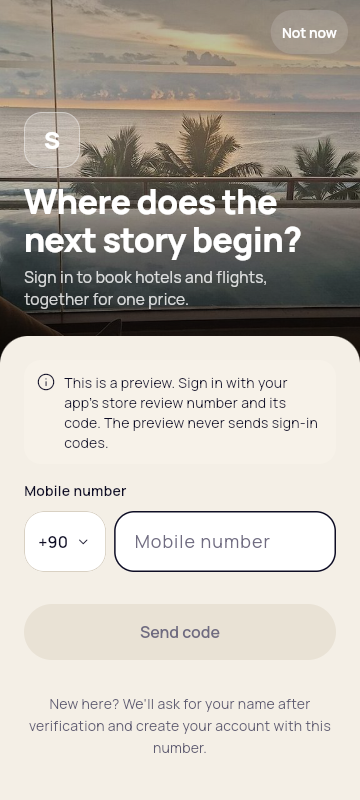 Not now
S
Where does the
next story begin?
Sign in to book hotels and flights,
together for one price.
This is a preview. Sign in with your
app's store review number and its
code. The preview never sends sign-in
codes.
Mobile number
+90
Mobile number
Send code
New here? We'll ask for your name after
verification and create your account with this
number.